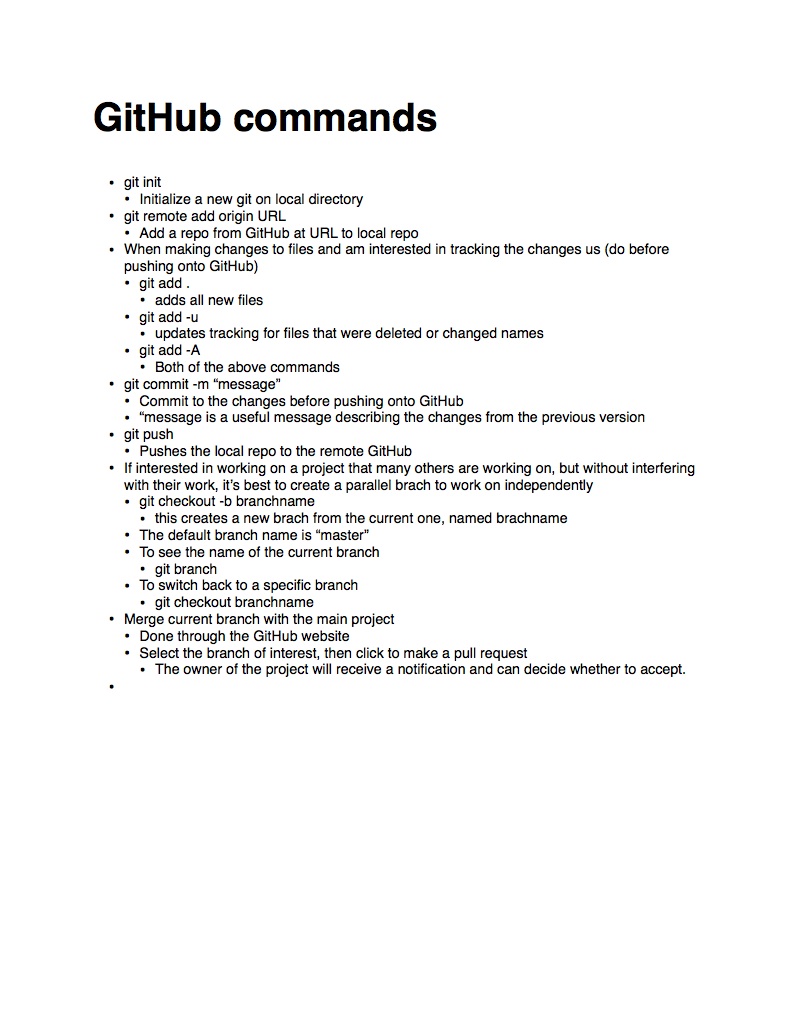 GitHub commands
• git init
• Initialize a new git on local directory
• git remote add origin URL
• Add a repo from GitHub at URL to local repo
• When making changes to files and am interested in tracking the changes us (do before
pushing onto GitHub)
• git add .
• adds all new files
• git add -u
• updates tracking for files that were deleted or changed names
• git add -A
• Both of the above commands
• git commit -m “message”
• Commit to the changes before pushing onto GitHub
• “message is a useful message describing the changes from the previous version
• git push
• Pushes the local repo to the remote GitHub
• If interested in working on a project that many others are working on, but without interfering
with their work, it’s best to create a parallel brach to work on independently
• git checkout -b branchname
• this creates a new brach from the current one, named brachname
• The default branch name is “master”
• To see the name of the current branch
• git branch
• To switch back to a specific branch
• git checkout branchname
• Merge current branch with the main project
• Done through the GitHub website
• Select the branch of interest, then click to make a pull request
• The owner of the project will receive a notification and can decide whether to accept.
•